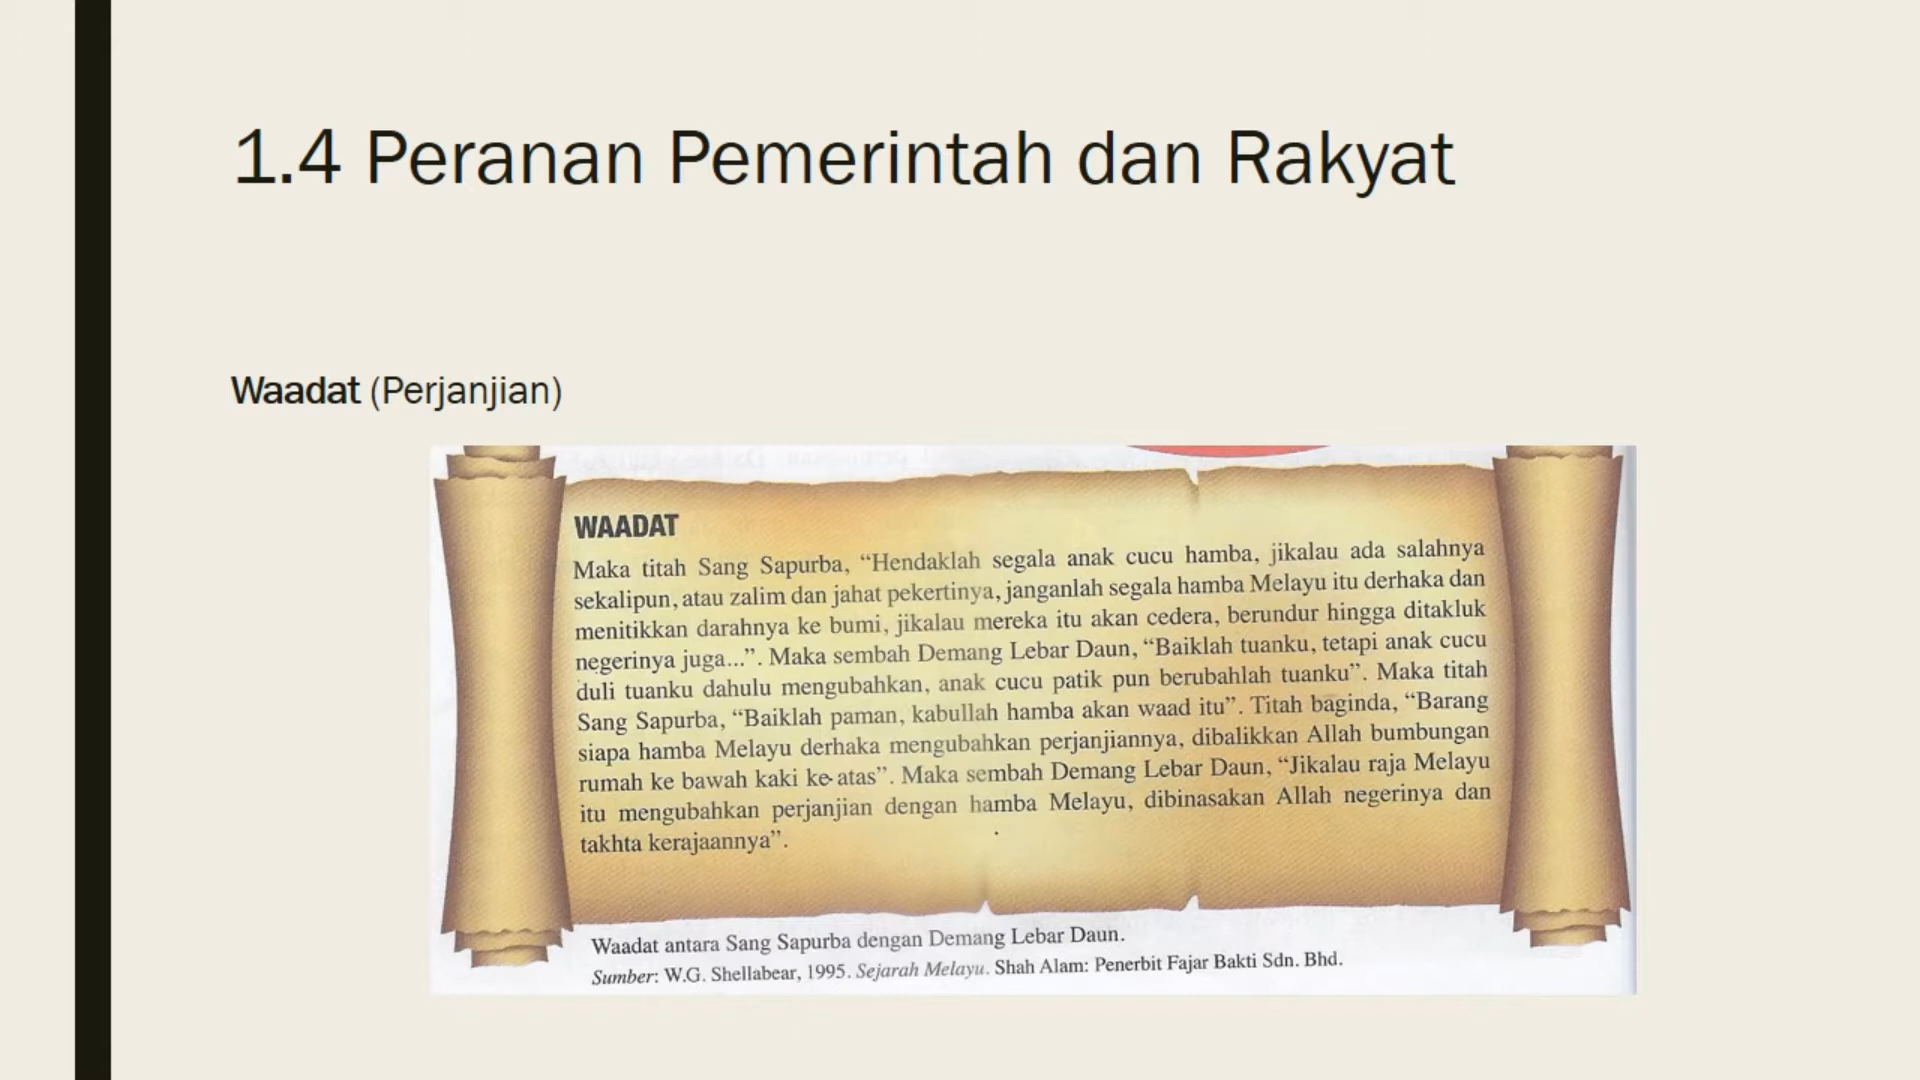 1.4 Peranan Pemerintah dan Rakyat
Waadat (Perjanjian)
WAADAT
Maka titah Sang Sapurba, “Hendaklah segala anak cucu hamba, jikalau ada salahnya
sekalipun, atau zalim dan jahat pekertinya, janganlah segala hamba Melayu itu derhaka dan
menitikkan darahnya ke bumi, jikalau mereka itu akan cedera, berundur hingga ditakluk
negerinya juga...”. Maka sembah Demang Lebar Daun, “Baiklah tuanku, tetapi anak cucu
duli tuanku dahulu mengubahkan, anak cucu patik pun berubahlah tuanku”. Maka titah
Sang Sapurba, “Baiklah paman, kabullah hamba akan waad itu”. Titah baginda, “Barang
siapa hamba Melayu derhaka mengubahkan perjanjiannya, dibalikkan Allah bumbungan
rumah ke bawah kaki ke atas”. Maka sembah Demang Lebar Daun, “Jikalau raja Melayu
itu mengubahkan perjanjian dengan hamba Melayu, dibinasakan Allah negerinya dan
takhta kerajaannya”.
Waadat antara Sang Sapurba dengan Demang Lebar Daun.
Sumber: W.G. Shellabear, 1995. Sejarah Melayu. Shah Alam: Penerbit Fajar Bakti Sdn. Bhd.